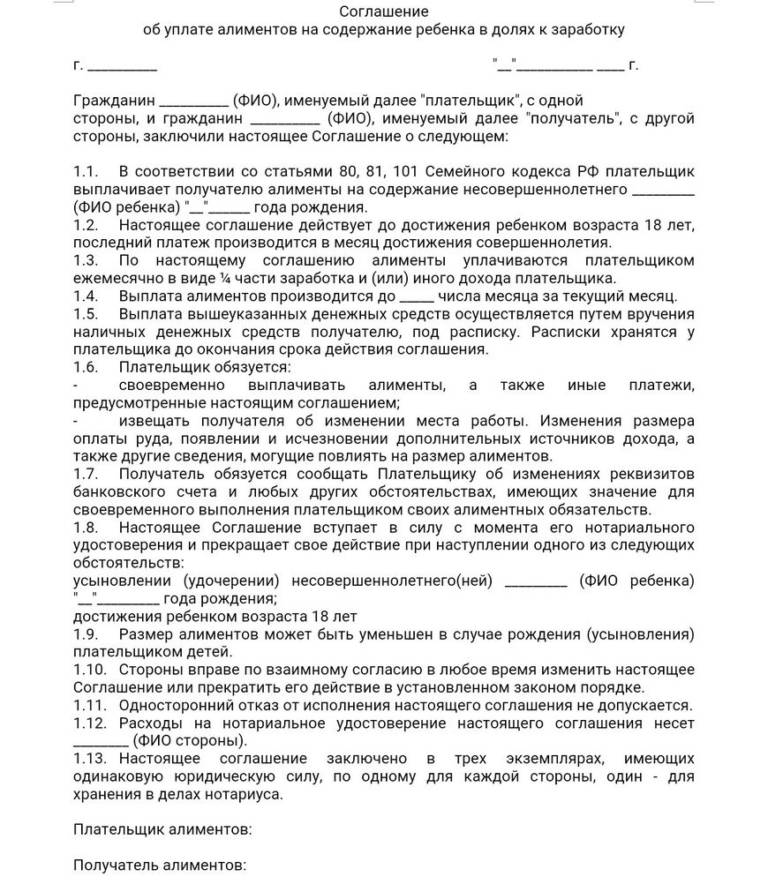 Соглашение
об уплате алиментов на содержание ребенка в долях к заработку
г. __________ "__"___________ ____ г.
Гражданин __________ (ФИО), именуемый далее "плательщик", с одной
стороны, и гражданин __________ (ФИО), именуемый далее "получатель", с другой
стороны, заключили настоящее Соглашение о следующем:
1.1. В соответствии со статьями 80, 81, 101 Семейного кодекса РФ плательщик
выплачивает получателю алименты на содержание несовершеннолетнего _________
(ФИО ребенка) "__"______ года рождения.
1.2. Настоящее соглашение действует до достижения ребенком возраста 18 лет,
последний платеж производится в месяц достижения совершеннолетия.
1.3. По настоящему соглашению алименты уплачиваются плательщиком
ежемесячно в виде ¼ части заработка и (или) иного дохода плательщика.
1.4. Выплата алиментов производится до _____ числа месяца за текущий месяц.
1.5. Выплата вышеуказанных денежных средств осуществляется путем вручения
наличных денежных средств получателю, под расписку. Расписки хранятся у
плательщика до окончания срока действия соглашения.
1.6. Плательщик обязуется:
- своевременно выплачивать алименты, а также иные платежи,
предусмотренные настоящим соглашением;
- извещать получателя об изменении места работы. Изменения размера
оплаты руда, появлении и исчезновении дополнительных источников дохода, а
также другие сведения, могущие повлиять на размер алиментов.
1.7. Получатель обязуется сообщать Плательщику об изменениях реквизитов
банковского счета и любых других обстоятельствах, имеющих значение для
своевременного выполнения плательщиком своих алиментных обязательств.
1.8. Настоящее Соглашение вступает в силу с момента его нотариального
удостоверения и прекращает свое действие при наступлении одного из следующих
обстоятельств:
усыновлении (удочерении) несовершеннолетнего(ней) _________ (ФИО ребенка)
"__"_________ года рождения;
достижения ребенком возраста 18 лет
1.9. Размер алиментов может быть уменьшен в случае рождения (усыновления)
плательщиком детей.
1.10. Стороны вправе по взаимному согласию в любое время изменить настоящее
Соглашение или прекратить его действие в установленном законом порядке.
1.11. Односторонний отказ от исполнения настоящего соглашения не допускается.
1.12. Расходы на нотариальное удостоверение настоящего соглашения несет
________ (ФИО стороны).
1.13. Настоящее соглашение заключено в трех экземплярах, имеющих
одинаковую юридическую силу, по одному для каждой стороны, один - для
хранения в делах нотариуса.
Плательщик алиментов:
Получатель алиментов: